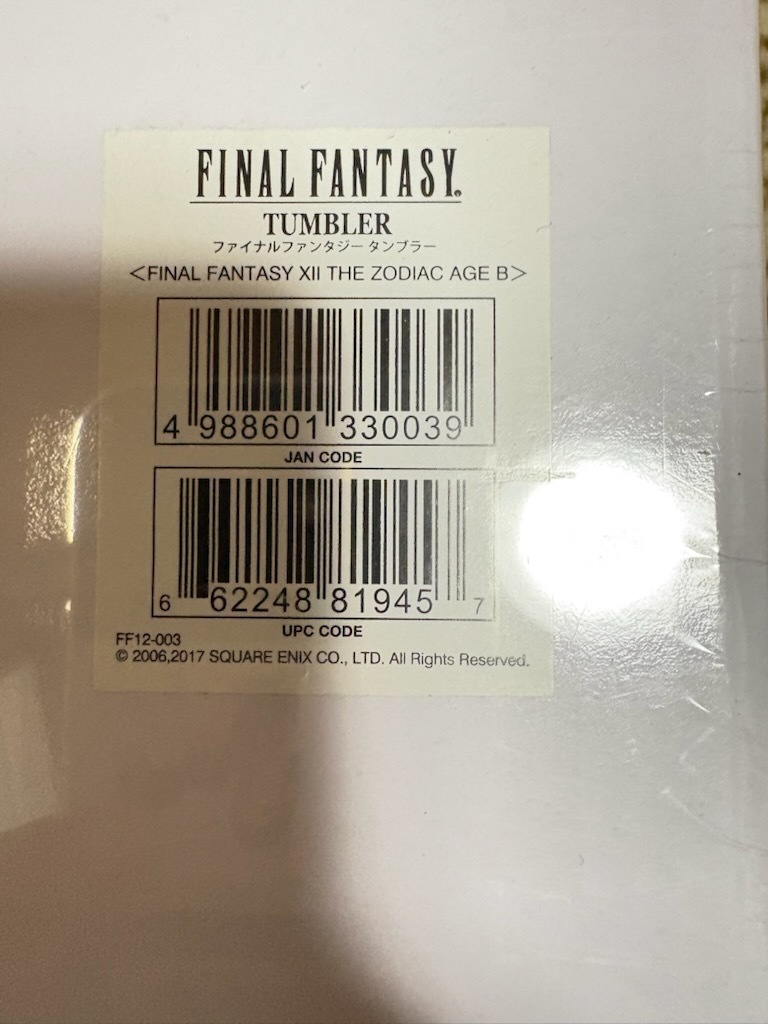 FINAL FANTASY®
TUMBLER
ファイナルファンタジー タンブラー
<FINAL FANTASY XII THE ZODIAC AGE B>
4 988601 330039
JAN CODE
6 62248 81945 7
UPC CODE
FF12-003
© 2006,2017 SQUARE ENIX CO., LTD. All Rights Reserved.